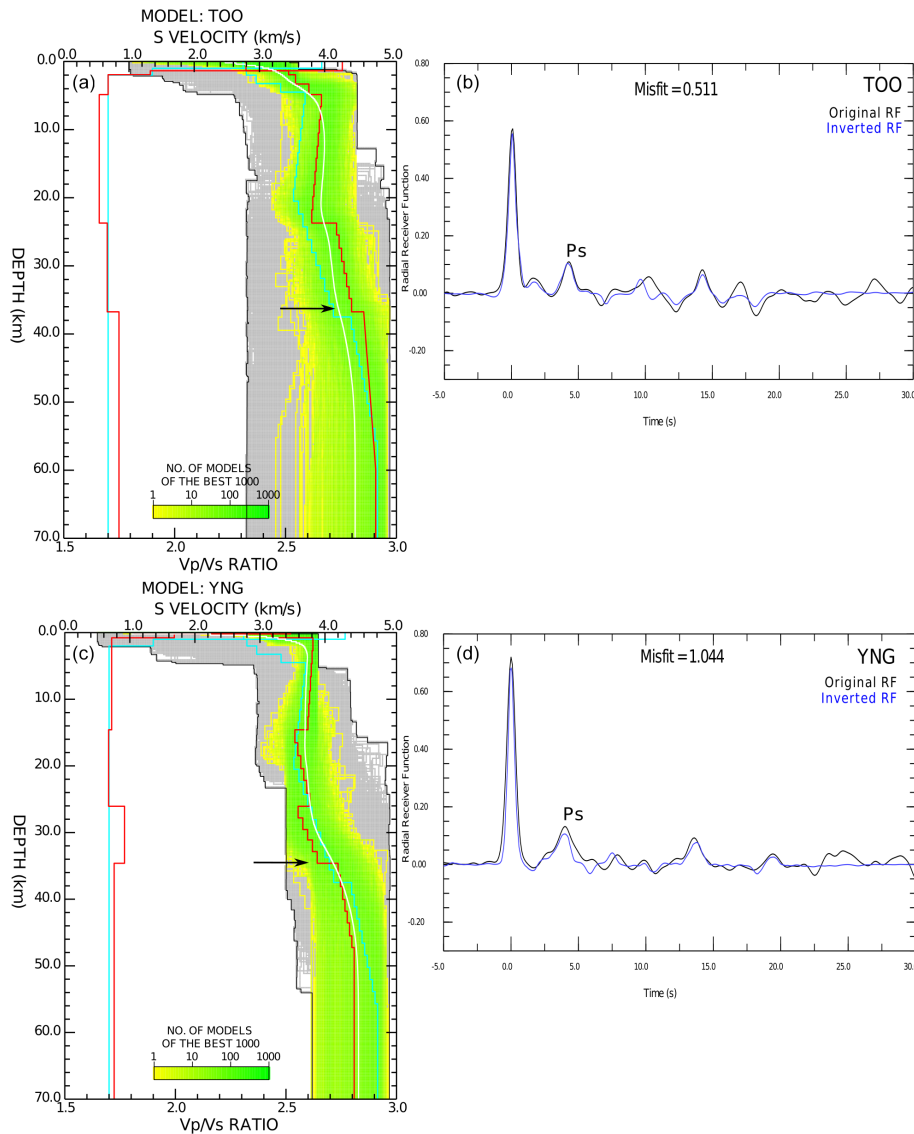 MODEL: TOO
S VELOCITY (km/s)
0.0 1.0 2.0 3.0 4.0 5.0
(a)
0.0
10.0
20.0
30.0
40.0
50.0
60.0
70.0
DEPTH (km)
NO. OF MODELS
OF THE BEST 1000
1 10 100 1000
1.5 2.0 2.5 3.0
Vp/Vs RATIO
(b)
Misfit = 0.511
TOO
Original RF
Inverted RF
Ps
0.80
0.60
0.40
0.20
0.00
-0.20
Radial Receiver Function
-5.0 0.0 5.0 10.0 15.0 20.0 25.0 30.0
Time (s)
MODEL: YNG
S VELOCITY (km/s)
0.0 1.0 2.0 3.0 4.0 5.0
(c)
0.0
10.0
20.0
30.0
40.0
50.0
60.0
70.0
DEPTH (km)
NO. OF MODELS
OF THE BEST 1000
1 10 100 1000
1.5 2.0 2.5 3.0
Vp/Vs RATIO
(d)
Misfit = 1.044
YNG
Original RF
Inverted RF
Ps
0.80
0.60
0.40
0.20
0.00
-0.20
Radial Receiver Function
-5.0 0.0 5.0 10.0 15.0 20.0 25.0 30.0
Time (s)